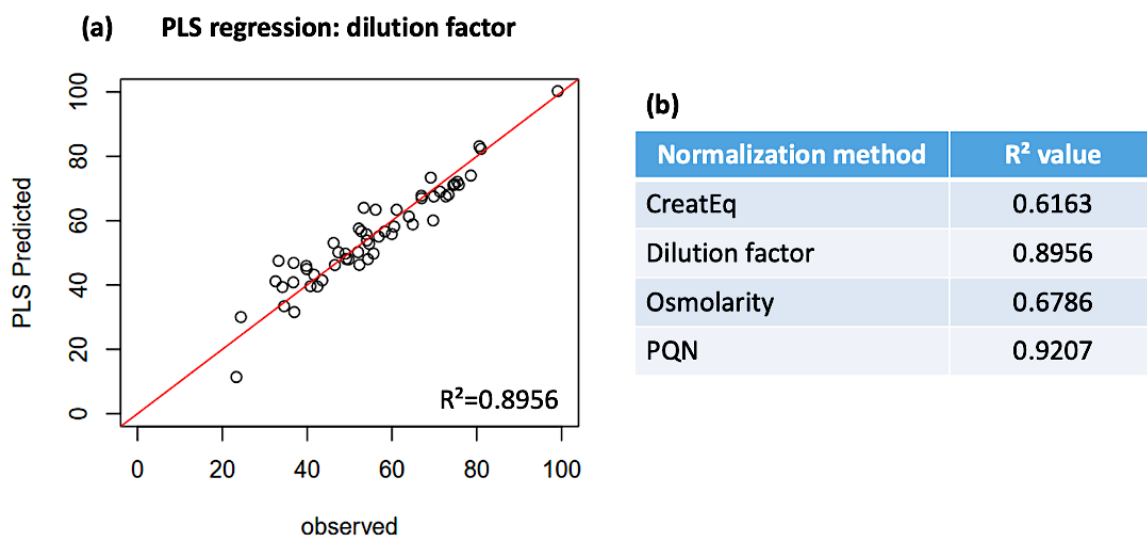 (a) PLS regression: dilution factor
PLS Predicted
100
80
60
40
20
0
R²=0.8956
0 20 40 60 80 100
observed
(b)
Normalization method R² value
CreatEq 0.6163
Dilution factor 0.8956
Osmolarity 0.6786
PQN 0.9207